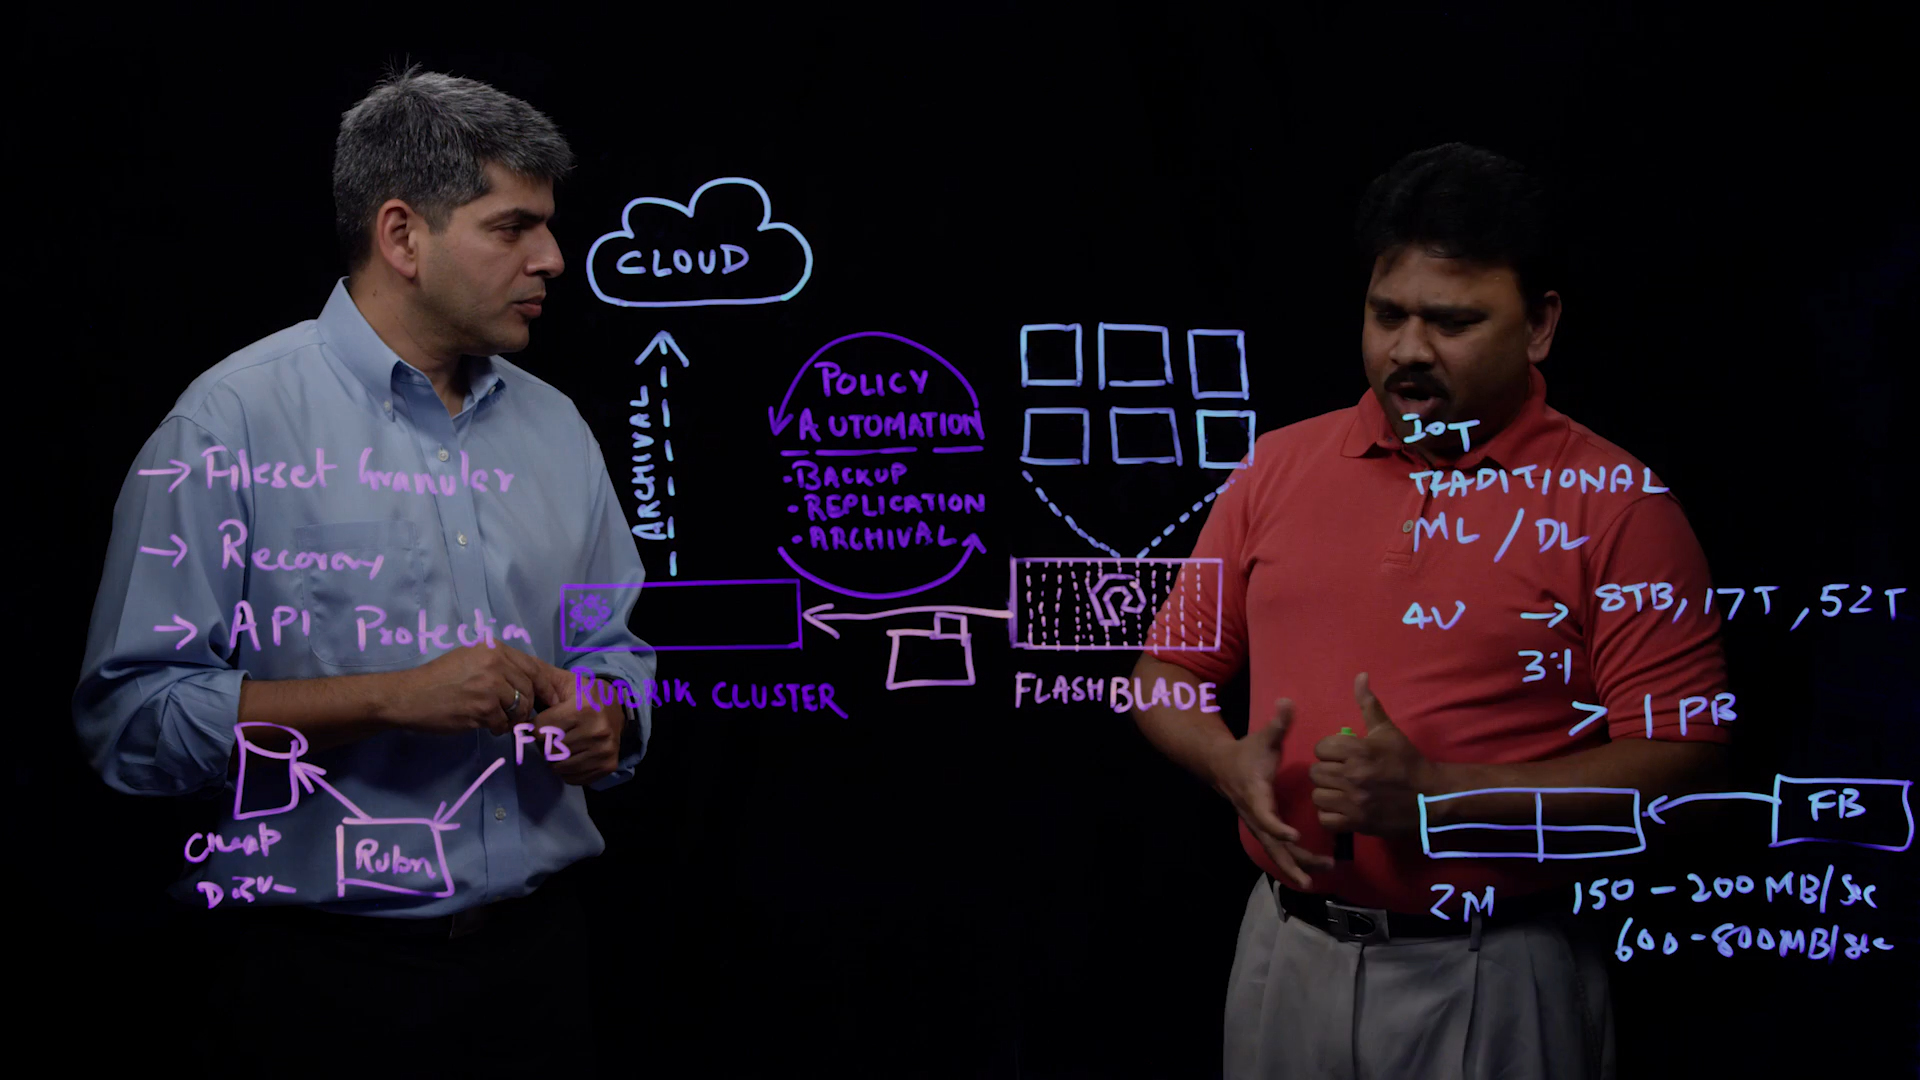 CLOUD
ARCHIVAL
POLICY
AUTOMATION
- BACKUP
- REPLICATION
- ARCHIVAL
→ Fileset Granular
→ Recovery
→ API Protection
RUBRIK CLUSTER
FLASHBLADE
FB
Cheap
Rubri
IOT
TRADITIONAL
ML / DL
4U → 8TB, 17T, 52T
3:1
> 1 PB
FB
2M 150 - 200 MB/sec
600 - 800 MB/sec